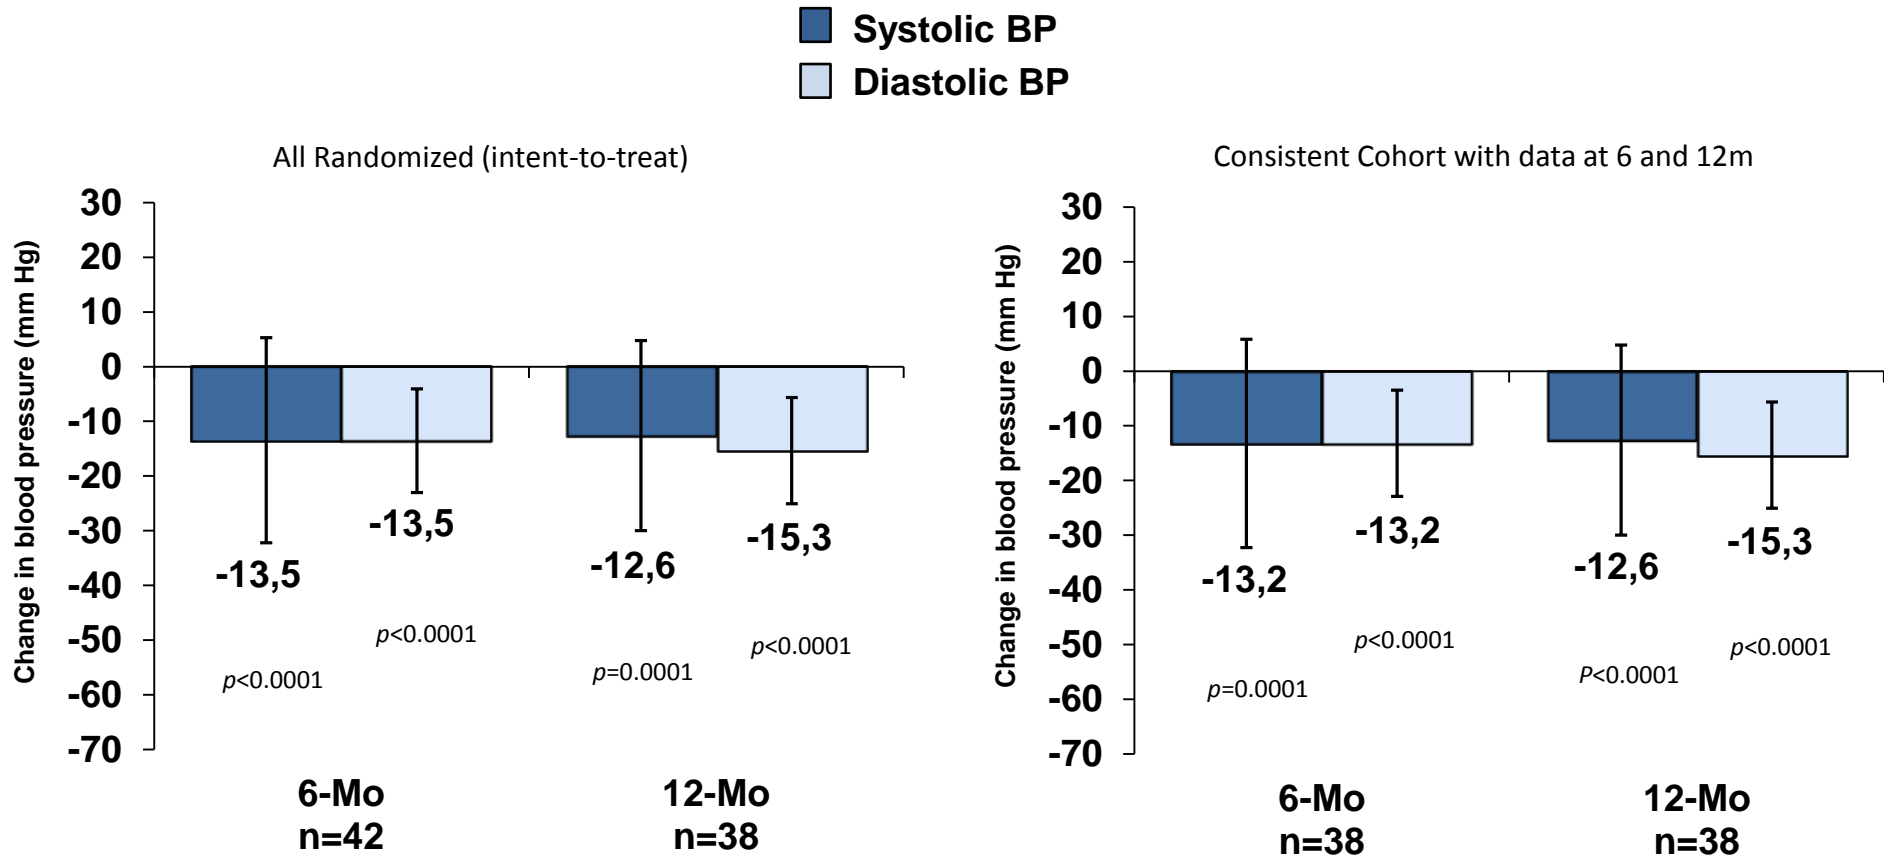 Systolic BP
Diastolic BP
All Randomized (intent-to-treat)
Change in blood pressure (mm Hg)
30
20
10
0
-10
-20
-30
-40
-50
-60
-70
-13,5
-13,5
-12,6
-15,3
p<0.0001
p<0.0001
p=0.0001
p<0.0001
6-Mo
n=42
12-Mo
n=38
Consistent Cohort with data at 6 and 12m
Change in blood pressure (mm Hg)
30
20
10
0
-10
-20
-30
-40
-50
-60
-70
-13,2
-13,2
-12,6
-15,3
p=0.0001
p<0.0001
P<0.0001
p<0.0001
6-Mo
n=38
12-Mo
n=38